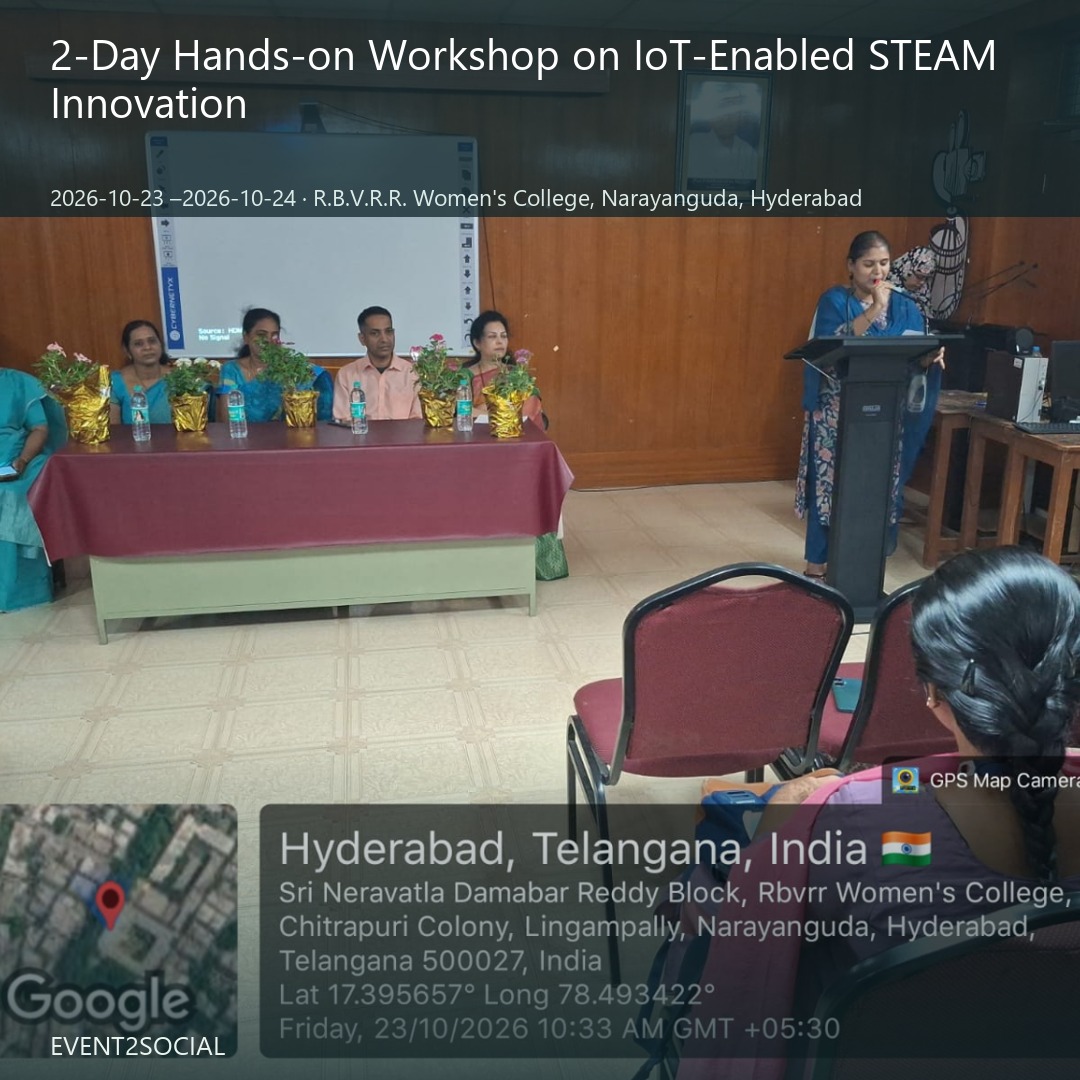 2-Day Hands-on Workshop on IoT-Enabled STEAM
Innovation
2026-10-23 –2026-10-24 · R.B.V.R.R. Women's College, Narayanguda, Hyderabad
CYBERNETYX
No Signal
GPS Map Camera
Hyderabad, Telangana, India
Sri Neravatla Damabar Reddy Block, Rbvrr Women's College,
Chitrapuri Colony, Lingampally, Narayanguda, Hyderabad,
Telangana 500027, India
Lat 17.395657° Long 78.493422°
Friday, 23/10/2026 10:33 AM GMT +05:30
Google
EVENT2SOCIAL